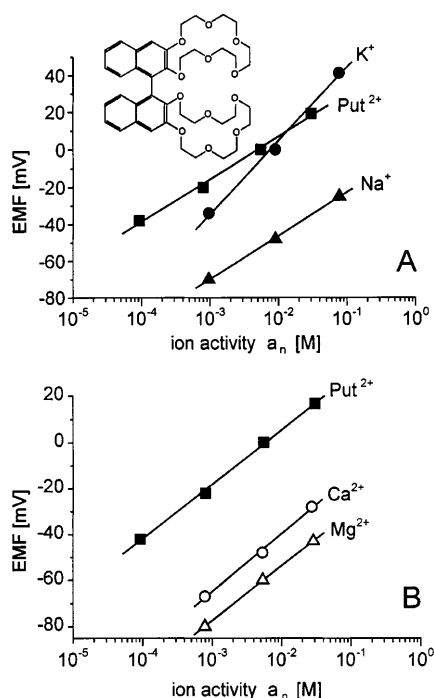 O O O
O O
O O
O O
O O
O O O
K⁺
Put²⁺
Na⁺
A
EMF [mV]
40
20
0
-20
-40
-60
-80
10⁻⁵ 10⁻⁴ 10⁻³ 10⁻² 10⁻¹ 10⁰
ion activity aₙ [M]
Put²⁺
Ca²⁺
Mg²⁺
B
EMF [mV]
20
0
-20
-40
-60
-80
10⁻⁵ 10⁻⁴ 10⁻³ 10⁻² 10⁻¹ 10⁰
ion activity aₙ [M]